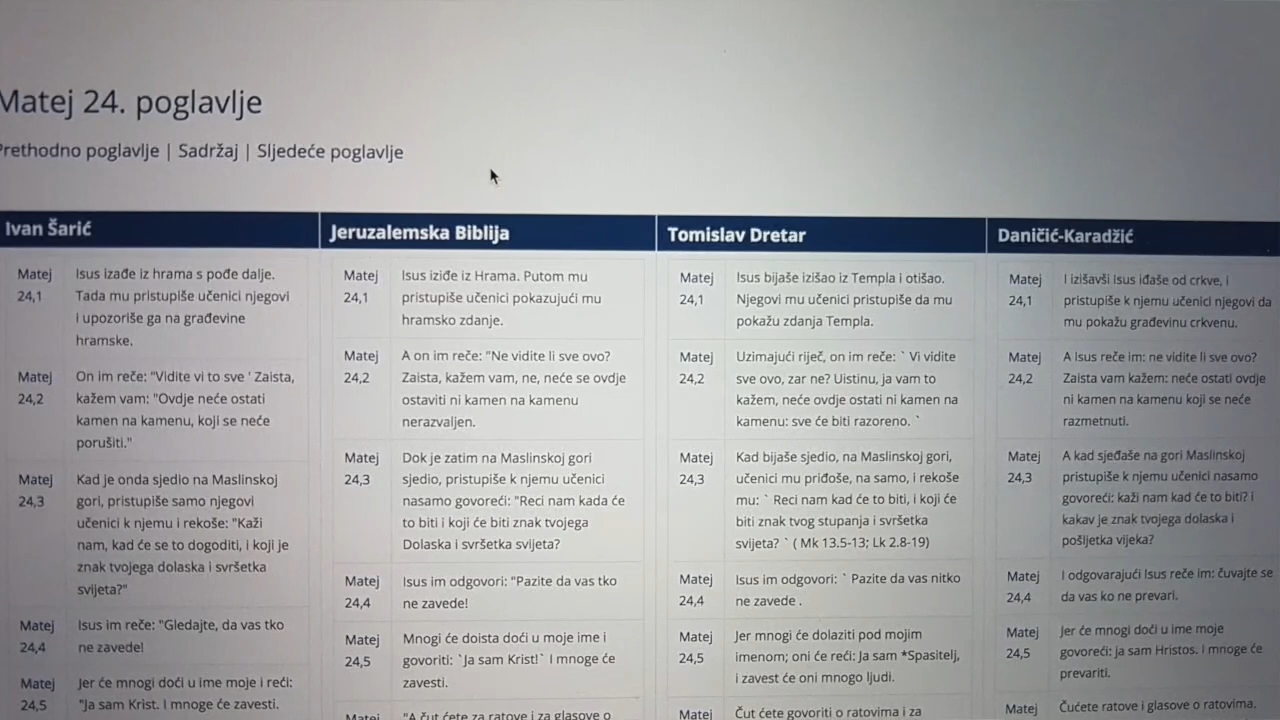 Matej 24. poglavlje
Prethodno poglavlje | Sadržaj | Sljedeće poglavlje
Ivan Šarić
Matej
24,1
Isus izađe iz hrama s pođe dalje.
Tada mu pristupiše učenici njegovi
i upozoriše ga na građevine
hramske.
Matej
24,2
On im reče: "Vidite vi to sve ' Zaista,
kažem vam: "Ovdje neće ostati
kamen na kamenu, koji se neće
porušiti."
Matej
24,3
Kad je onda sjedio na Maslinskoj
gori, pristupiše samo njegovi
učenici k njemu i rekoše: "Kaži
nam, kad će se to dogoditi, i koji je
znak tvojega dolaska i svršetka
svijeta?"
Matej
24,4
Isus im reče: "Gledajte, da vas tko
ne zavede!
Matej
24,5
Jer će mnogi doći u ime moje i reći:
"Ja sam Krist. I mnoge će zavesti.
Jeruzalemska Biblija
Matej
24,1
Isus iziđe iz Hrama. Putom mu
pristupiše učenici pokazujući mu
hramsko zdanje.
Matej
24,2
A on im reče: "Ne vidite li sve ovo?
Zaista, kažem vam, ne, neće se ovdje
ostaviti ni kamen na kamenu
nerazvaljen.
Matej
24,3
Dok je zatim na Maslinskoj gori
sjedio, pristupiše k njemu učenici
nasamo govoreći: "Reci nam kada će
to biti i koji će biti znak tvojega
Dolaska i svršetka svijeta?
Matej
24,4
Isus im odgovori: "Pazite da vas tko
ne zavede!
Matej
24,5
Mnogi će doista doći u moje ime i
govoriti: `Ja sam Krist!` I mnoge će
zavesti.
Matej
"A čut ćete za ratove i za glasove o
Tomislav Dretar
Matej
24,1
Isus bijaše izišao iz Templa i otišao.
Njegovi mu učenici pristupiše da mu
pokažu zdanja Templa.
Matej
24,2
Uzimajući riječ, on im reče: ` Vi vidite
sve ovo, zar ne? Uistinu, ja vam to
kažem, neće ovdje ostati ni kamen na
kamenu: sve će biti razoreno. `
Matej
24,3
Kad bijaše sjedio, na Maslinskoj gori,
učenici mu priđoše, na samo, i rekoše
mu: ` Reci nam kad će to biti, i koji će
biti znak tvog stupanja i svršetka
svijeta? ` ( Mk 13.5-13; Lk 2.8-19)
Matej
24,4
Isus im odgovori: ` Pazite da vas nitko
ne zavede .
Matej
24,5
Jer mnogi će dolaziti pod mojim
imenom; oni će reći: Ja sam *Spasitelj,
i zavest će oni mnogo ljudi.
Matej
Čut ćete govoriti o ratovima i za
Daničić-Karadžić
Matej
24,1
I izišavši Isus iđaše od crkve, i
pristupiše k njemu učenici njegovi da
mu pokažu građevinu crkvenu.
Matej
24,2
A Isus reče im: ne vidite li sve ovo?
Zaista vam kažem: neće ostati ovdje
ni kamen na kamenu koji se neće
razmetnuti.
Matej
24,3
A kad sjeđaše na gori Maslinskoj
pristupiše k njemu učenici nasamo
govoreći: kaži nam kad će to biti? i
kakav je znak tvojega dolaska i
pošljetka vijeka?
Matej
24,4
I odgovarajući Isus reče im: čuvajte se
da vas ko ne prevari.
Matej
24,5
Jer će mnogi doći u ime moje
govoreći: ja sam Hristos. I mnoge će
prevariti.
Matej
Čućete ratove i glasove o ratovima.